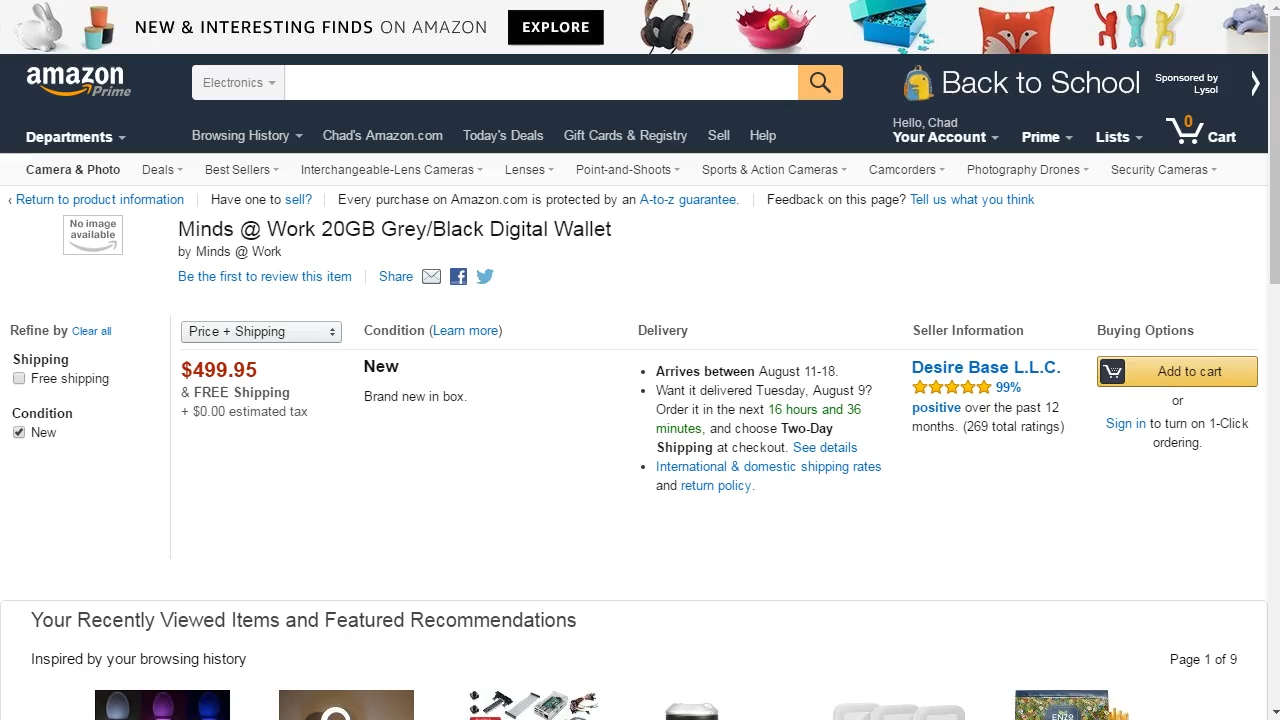 NEW & INTERESTING FINDS ON AMAZON EXPLORE
amazon Prime
Electronics
Back to School
Sponsored by
Lysol
Departments
Browsing History
Chad's Amazon.com
Today's Deals
Gift Cards & Registry
Sell
Help
Hello, Chad
Your Account
Prime
Lists
0
Cart
Camera & Photo
Deals
Best Sellers
Interchangeable-Lens Cameras
Lenses
Point-and-Shoots
Sports & Action Cameras
Camcorders
Photography Drones
Security Cameras
‹ Return to product information
Have one to sell?
Every purchase on Amazon.com is protected by an A-to-z guarantee.
Feedback on this page? Tell us what you think
No image
available
Minds @ Work 20GB Grey/Black Digital Wallet
by Minds @ Work
Be the first to review this item
Share
Refine by Clear all
Shipping
Free shipping
Condition
New
Price + Shipping
Condition (Learn more)
Delivery
Seller Information
Buying Options
$499.95
& FREE Shipping
+ $0.00 estimated tax
New
Brand new in box.
• Arrives between August 11-18.
• Want it delivered Tuesday, August 9?
Order it in the next 16 hours and 36
minutes, and choose Two-Day
Shipping at checkout. See details
• International & domestic shipping rates
and return policy.
Desire Base L.L.C.
99%
positive over the past 12
months. (269 total ratings)
Add to cart
or
Sign in to turn on 1-Click
ordering.
Your Recently Viewed Items and Featured Recommendations
Inspired by your browsing history
Page 1 of 9
ENZO